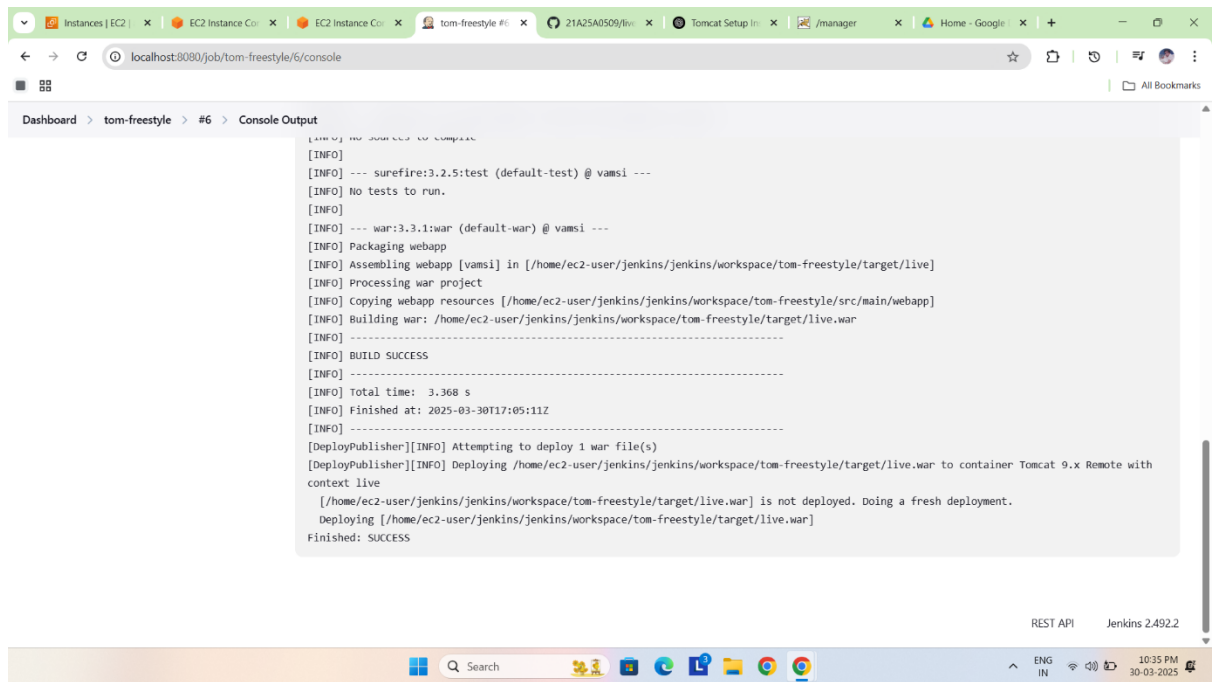 Instances | EC2 |
EC2 Instance Co
EC2 Instance Co
tom-freestyle #6
21A25A0509/live
Tomcat Setup In
/manager
Home - Google
localhost:8080/job/tom-freestyle/6/console
All Bookmarks
Dashboard > tom-freestyle > #6 > Console Output
[INFO] No sources to compile
[INFO]
[INFO] --- surefire:3.2.5:test (default-test) @ vamsi ---
[INFO] No tests to run.
[INFO]
[INFO] --- war:3.3.1:war (default-war) @ vamsi ---
[INFO] Packaging webapp
[INFO] Assembling webapp [vamsi] in [/home/ec2-user/jenkins/jenkins/workspace/tom-freestyle/target/live]
[INFO] Processing war project
[INFO] Copying webapp resources [/home/ec2-user/jenkins/jenkins/workspace/tom-freestyle/src/main/webapp]
[INFO] Building war: /home/ec2-user/jenkins/jenkins/workspace/tom-freestyle/target/live.war
[INFO] ------------------------------------------------------------------------
[INFO] BUILD SUCCESS
[INFO] ------------------------------------------------------------------------
[INFO] Total time:  3.368 s
[INFO] Finished at: 2025-03-30T17:05:11Z
[INFO] ------------------------------------------------------------------------
[DeployPublisher][INFO] Attempting to deploy 1 war file(s)
[DeployPublisher][INFO] Deploying /home/ec2-user/jenkins/jenkins/workspace/tom-freestyle/target/live.war to container Tomcat 9.x Remote with
context live
[/home/ec2-user/jenkins/jenkins/workspace/tom-freestyle/target/live.war] is not deployed. Doing a fresh deployment.
Deploying [/home/ec2-user/jenkins/jenkins/workspace/tom-freestyle/target/live.war]
Finished: SUCCESS
REST API
Jenkins 2.492.2
Search
L
3
ENG
IN
10:35 PM
30-03-2025